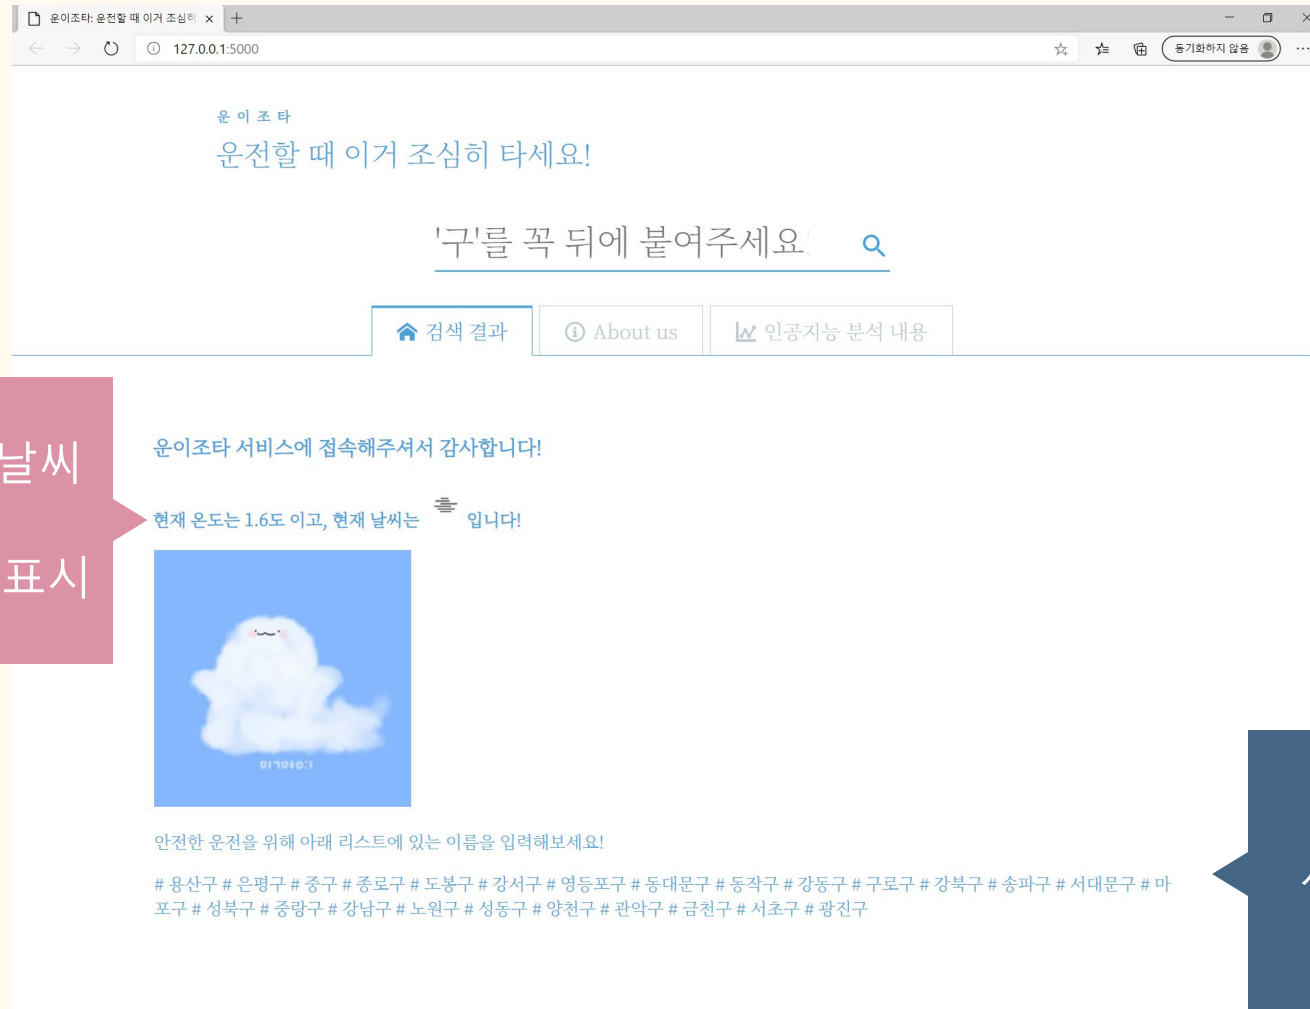 운이조타: 운전할 때 이거 조심히
127.0.0.1:5000
동기화하지 않음
운이조타
운전할 때 이거 조심히 타세요!
'구'를 꼭 뒤에 붙여주세요
검색 결과
About us
인공지능 분석 내용
날씨
표시
운이조타 서비스에 접속해주셔서 감사합니다!
현재 온도는 1.6도 이고, 현재 날씨는 입니다!
안전한 운전을 위해 아래 리스트에 있는 이름을 입력해보세요!
# 용산구 # 은평구 # 중구 # 종로구 # 도봉구 # 강서구 # 영등포구 # 동대문구 # 동작구 # 강동구 # 구로구 # 강북구 # 송파구 # 서대문구 # 마
포구 # 성북구 # 중랑구 # 강남구 # 노원구 # 성동구 # 양천구 # 관악구 # 금천구 # 서초구 # 광진구